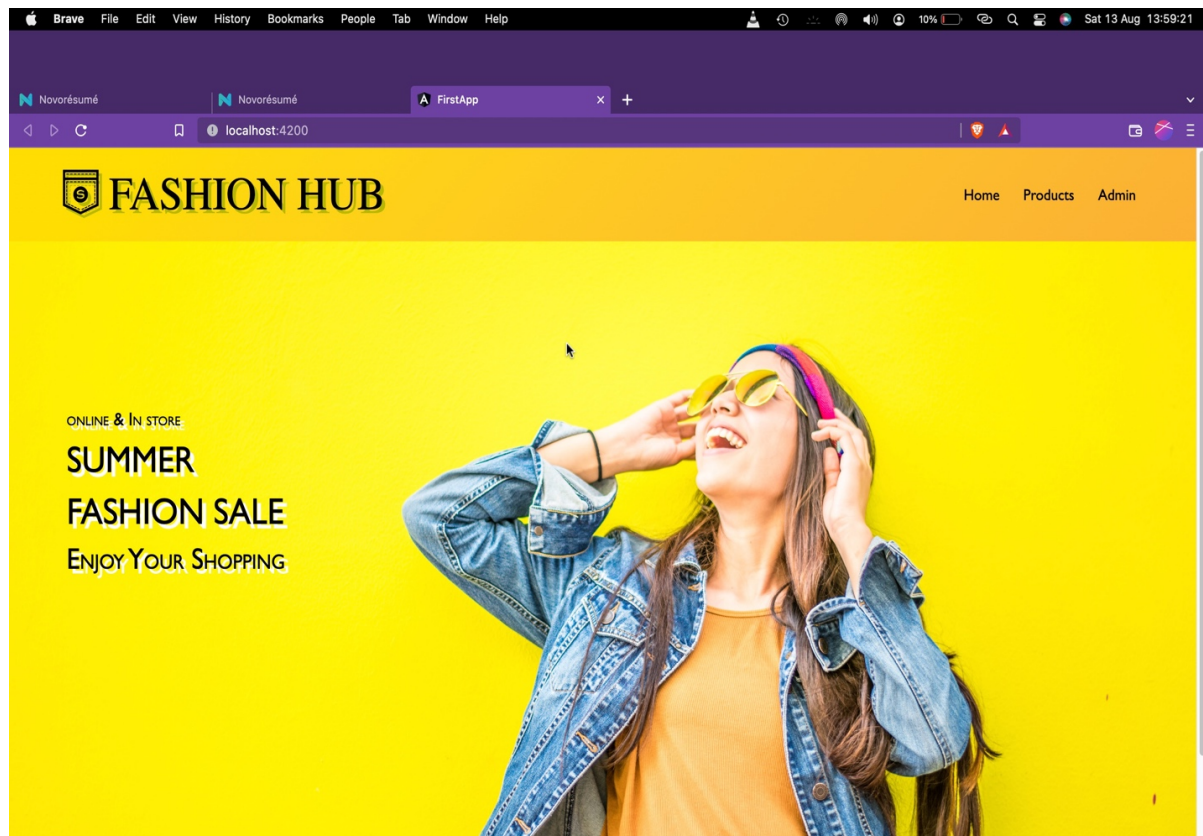 Brave File Edit View History Bookmarks People Tab Window Help 10% Sat 13 Aug 13:59:21
Novorésumé Novorésumé FirstApp
localhost:4200
S FASHION HUB Home Products Admin
ONLINE & IN STORE
SUMMER
FASHION SALE
ENJOY YOUR SHOPPING